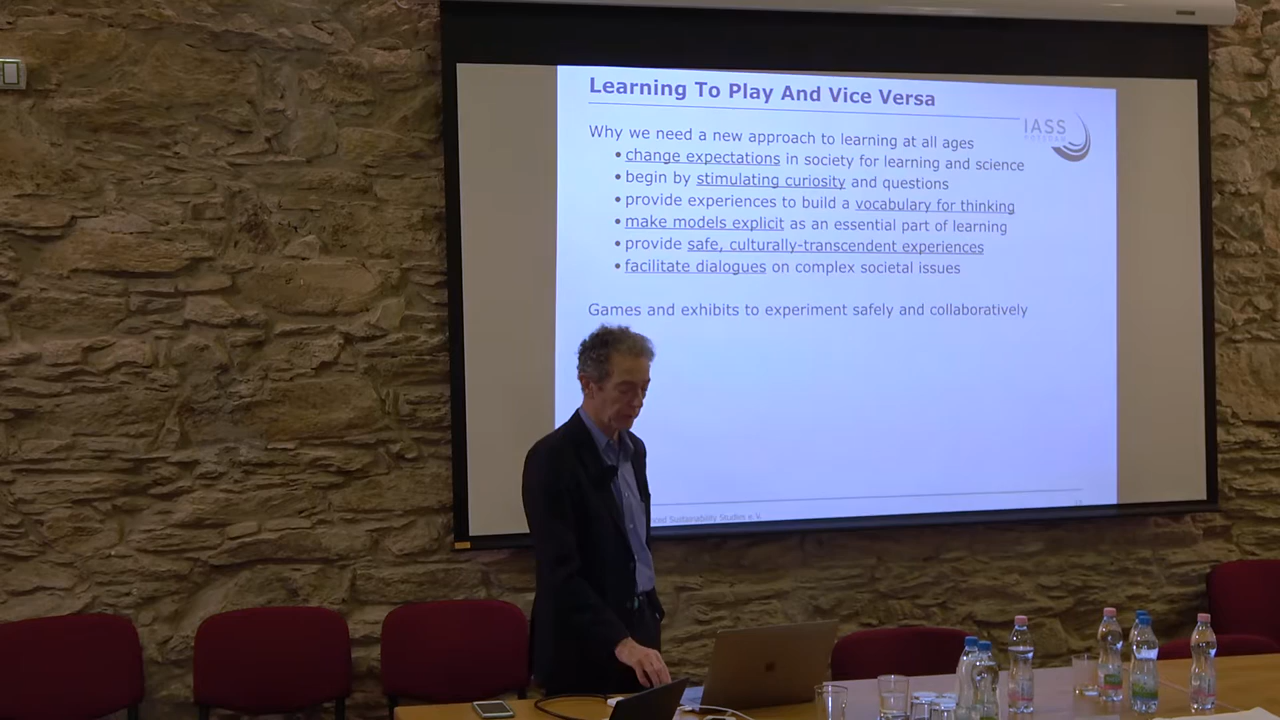 Learning To Play And Vice Versa
IASS
POTSDAM
Why we need a new approach to learning at all ages
• change expectations in society for learning and science
• begin by stimulating curiosity and questions
• provide experiences to build a vocabulary for thinking
• make models explicit as an essential part of learning
• provide safe, culturally-transcendent experiences
• facilitate dialogues on complex societal issues
Games and exhibits to experiment safely and collaboratively
Sustainability Studies e.V.